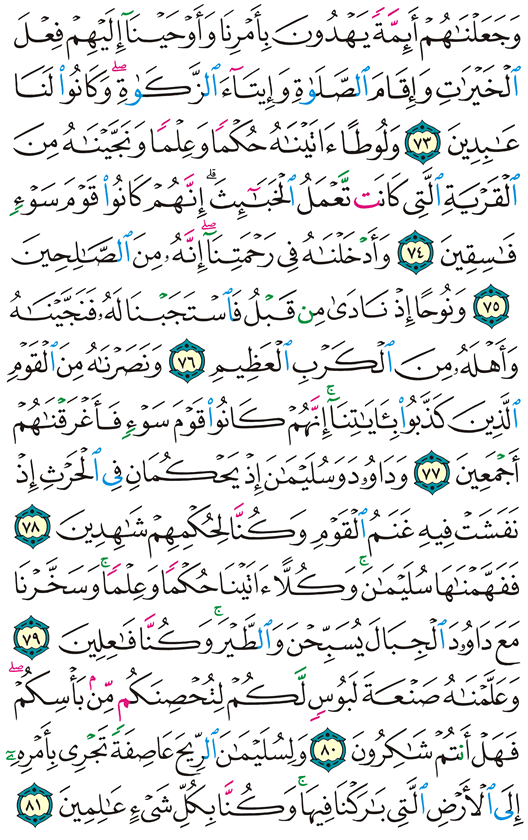 وَجَعَلْنَٰهُمْ أَئِمَّةً يَهْدُونَ بِأَمْرِنَا وَأَوْحَيْنَآ إِلَيْهِمْ فِعْلَ
ٱلْخَيْرَٰتِ وَإِقَامَ ٱلصَّلَوٰةِ وَإِيتَآءَ ٱلزَّكَوٰةِ ۖ وَكَانُوا۟ لَنَا
عَٰبِدِينَ ٧٣ وَلُوطًا ءَاتَيْنَٰهُ حُكْمًا وَعِلْمًا وَنَجَّيْنَٰهُ مِنَ
ٱلْقَرْيَةِ ٱلَّتِى كَانَت تَّعْمَلُ ٱلْخَبَٰٓئِثَ ۗ إِنَّهُمْ كَانُوا۟ قَوْمَ سَوْءٍ
فَٰسِقِينَ ٧٤ وَأَدْخَلْنَٰهُ فِى رَحْمَتِنَآ ۖ إِنَّهُۥ مِنَ ٱلصَّٰلِحِينَ
٧٥ وَنُوحًا إِذْ نَادَىٰ مِن قَبْلُ فَٱسْتَجَبْنَا لَهُۥ فَنَجَّيْنَٰهُ
وَأَهْلَهُۥ مِنَ ٱلْكَرْبِ ٱلْعَظِيمِ ٧٦ وَنَصَرْنَٰهُ مِنَ ٱلْقَوْمِ
ٱلَّذِينَ كَذَّبُوا۟ بِـَٔايَٰتِنَآ ۚ إِنَّهُمْ كَانُوا۟ قَوْمَ سَوْءٍ فَأَغْرَقْنَٰهُمْ
أَجْمَعِينَ ٧٧ وَدَاوُۥدَ وَسُلَيْمَٰنَ إِذْ يَحْكُمَانِ فِى ٱلْحَرْثِ إِذْ
نَفَشَتْ فِيهِ غَنَمُ ٱلْقَوْمِ وَكُنَّا لِحُكْمِهِمْ شَٰهِدِينَ ٧٨
فَفَهَّمْنَٰهَا سُلَيْمَٰنَ ۚ وَكُلًّا ءَاتَيْنَا حُكْمًا وَعِلْمًا ۚ وَسَخَّرْنَا
مَعَ دَاوُۥدَ ٱلْجِبَالَ يُسَبِّحْنَ وَٱلطَّيْرَ ۚ وَكُنَّا فَٰعِلِينَ ٧٩
وَعَلَّمْنَٰهُ صَنْعَةَ لَبُوسٍ لَّكُمْ لِتُحْصِنَكُم مِّنۢ بَأْسِكُمْ ۖ
فَهَلْ أَنتُمْ شَٰكِرُونَ ٨٠ وَلِسُلَيْمَٰنَ ٱلرِّيحَ عَاصِفَةً تَجْرِى بِأَمْرِهِۦٓ
إِلَى ٱلْأَرْضِ ٱلَّتِى بَٰرَكْنَا فِيهَا ۚ وَكُنَّا بِكُلِّ شَىْءٍ عَٰلِمِينَ ٨١